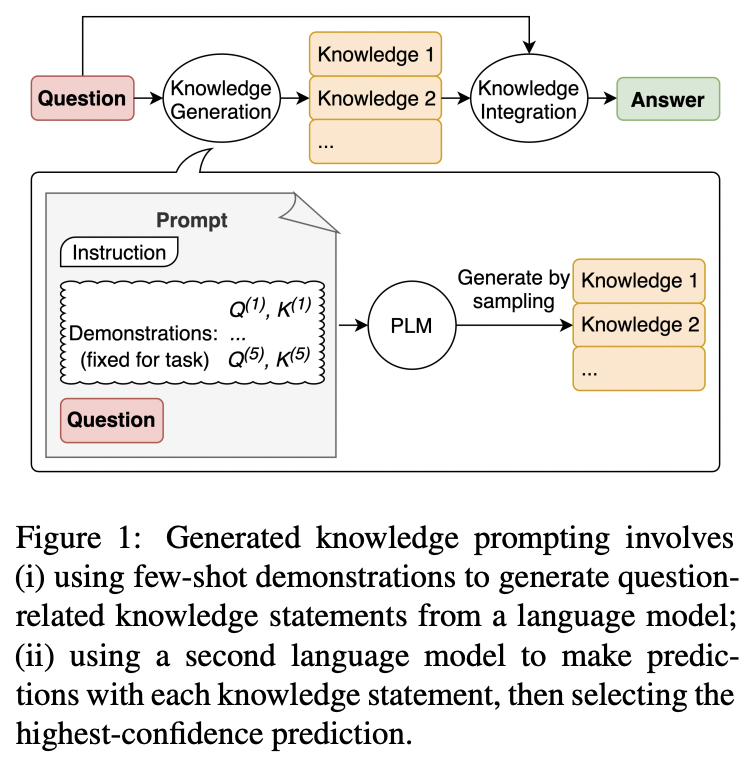 Question
Knowledge
Generation
Knowledge 1
Knowledge 2
...
Knowledge
Integration
Answer
Prompt
Instruction
Q(1), K(1)
Demonstrations: ...
(fixed for task) Q(5), K(5)
Question
PLM
Generate by
sampling
Knowledge 1
Knowledge 2
...
Figure 1: Generated knowledge prompting involves
(i) using few-shot demonstrations to generate question-
related knowledge statements from a language model;
(ii) using a second language model to make predic-
tions with each knowledge statement, then selecting the
highest-confidence prediction.